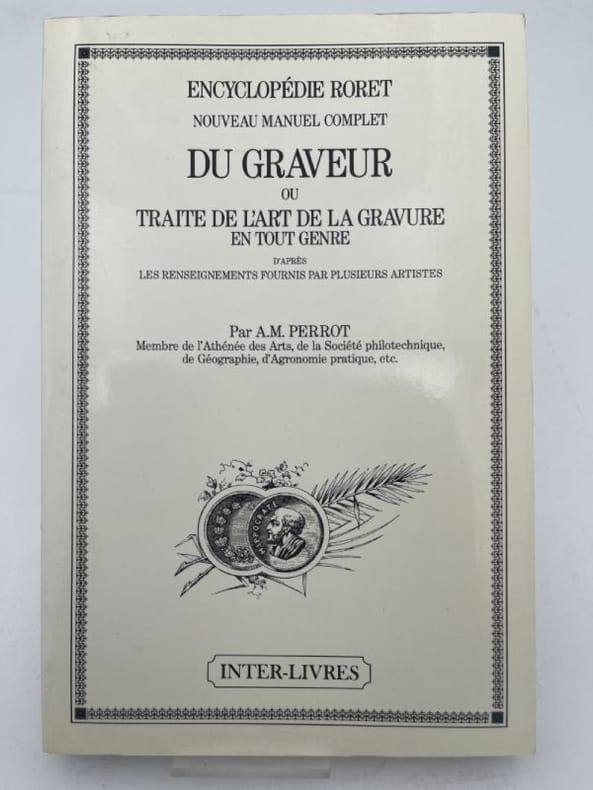 ENCYCLOPÉDIE RORET
NOUVEAU MANUEL COMPLET
DU GRAVEUR
OU
TRAITE DE L'ART DE LA GRAVURE
EN TOUT GENRE
D'APRÈS
LES RENSEIGNEMENTS FOURNIS PAR PLUSIEURS ARTISTES
Par A.M. PERROT
Membre de l'Athénée des Arts, de la Société philotechnique,
de Géographie, d'Agronomie pratique, etc.
HIPPOCRATE
INTER-LIVRES